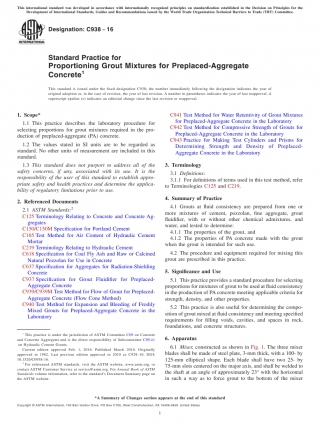 This international standard was developed in accordance with internationally recognized principles on standardization established in the Decision on Principles for the
Development of International Standards, Guides and Recommendations issued by the World Trade Organization Technical Barriers to Trade (TBT) Committee.
Designation: C938 − 16
INTERNATIONAL
Standard Practice for
Proportioning Grout Mixtures for Preplaced-Aggregate
Concrete1
This standard is issued under the fixed designation C938; the number immediately following the designation indicates the year of
original adoption or, in the case of revision, the year of last revision. A number in parentheses indicates the year of last reapproval. A
superscript epsilon (ε) indicates an editorial change since the last revision or reapproval.
1. Scope*
1.1 This practice describes the laboratory procedure for
selecting proportions for grout mixtures required in the pro-
duction of preplaced-aggregate (PA) concrete.
1.2 The values stated in SI units are to be regarded as
standard. No other units of measurement are included in this
standard.
1.3 This standard does not purport to address all of the
safety concerns, if any, associated with its use. It is the
responsibility of the user of this standard to establish appro-
priate safety and health practices and determine the applica-
bility of regulatory limitations prior to use.
2. Referenced Documents
2.1 ASTM Standards:2
C125 Terminology Relating to Concrete and Concrete Ag-
gregates
C150/C150M Specification for Portland Cement
C185 Test Method for Air Content of Hydraulic Cement
Mortar
C219 Terminology Relating to Hydraulic Cement
C618 Specification for Coal Fly Ash and Raw or Calcined
Natural Pozzolan for Use in Concrete
C637 Specification for Aggregates for Radiation-Shielding
Concrete
C937 Specification for Grout Fluidifier for Preplaced-
Aggregate Concrete
C939/C939M Test Method for Flow of Grout for Preplaced-
Aggregate Concrete (Flow Cone Method)
C940 Test Method for Expansion and Bleeding of Freshly
Mixed Grouts for Preplaced-Aggregate Concrete in the
Laboratory
1 This practice is under the jurisdiction of ASTM Committee C09 on Concrete
and Concrete Aggregates and is the direct responsibility of Subcommittee
on Hydraulic Cement Grouts.
Current edition approved Feb. 1, 2016. Published March 2016. Originally
approved in 1982. Last previous edition approved in 2010 as C938–10.
2 For referenced ASTM standards, visit the ASTM website, www.astm.org, or
contact ASTM Customer Service at service@astm.org. For Annual Book of ASTM
Standards volume information, refer to the standard's Document Summary page on
the ASTM website.
C941 Test Method for Water Retentivity of Grout Mixtures
for Preplaced-Aggregate Concrete in the Laboratory
C942 Test Method for Compressive Strength of Grouts for
Preplaced-Aggregate Concrete in the Laboratory
C943 Practice for Making Test Cylinders and Prisms for
Determining Strength and Density of Preplaced-
Aggregate Concrete in the Laboratory
3. Terminology
3.1 Definitions:
3.1.1 For definitions of terms used in this test method, refer
to Terminologies C125 and C219.
4. Summary of Practice
4.1 Grouts at fluid consistency are prepared from one or
more mixtures of cement, pozzolan, fine aggregate, grout
fluidifier, with or without other chemical admixtures, and
water, and tested to determine:
4.1.1 The properties of the grout, and
4.1.2 The properties of PA concrete made with the grout
when the grout is intended for such use.
4.2 The procedure and equipment required for mixing this
grout are prescribed in this practice.
5. Significance and Use
5.1 This practice provides a standard procedure for selecting
proportions for mixtures of grout to be used at fluid consistency
in the production of PA concrete meeting applicable criteria for
strength, density, and other properties.
5.2 This practice is also useful for determining the compo-
sition of grout mixed at fluid consistency and meeting specified
requirements for filling voids, cavities, and spaces in rock,
foundations, and concrete structures.
6. Apparatus
6.1 Mixer constructed as shown in Fig. 1. The three mixer
blades shall be made of steel plate, 3-mm thick, with a 100- by
125-mm elliptical shape. Each blade shall have two 25- by
75-mm slots centered on the major axis, and shall be welded to
the shaft at an angle of approximately 23° with the horizontal
in such a way as to force grout to the bottom of the mixer
*A Summary of Changes section appears at the end of this standard
Copyright © ASTM International, 100 Barr Harbor Drive, PO Box C700, West Conshohocken, PA 19428-2959. United States
1